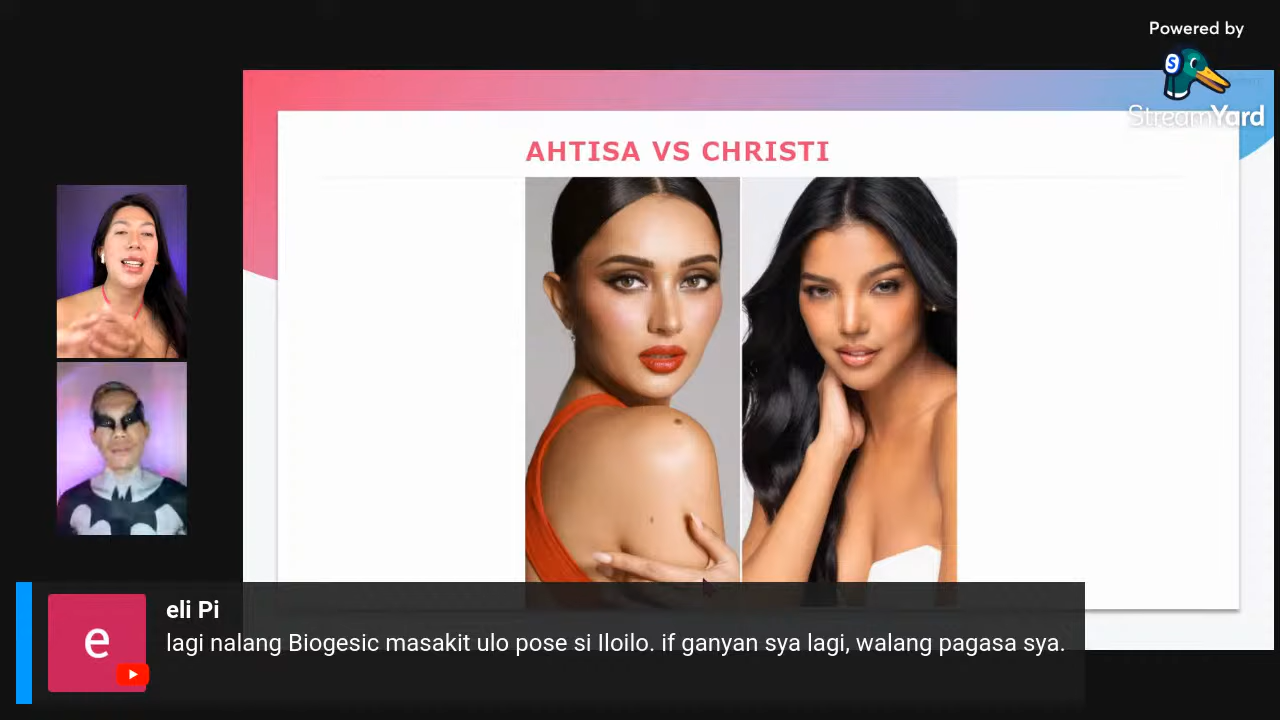 Powered by
StreamYard
AHTISA VS CHRISTI
e
eli Pi
lagi nalang Biogesic masakit ulo pose si Iloilo. if ganyan sya lagi, walang pagasa sya.